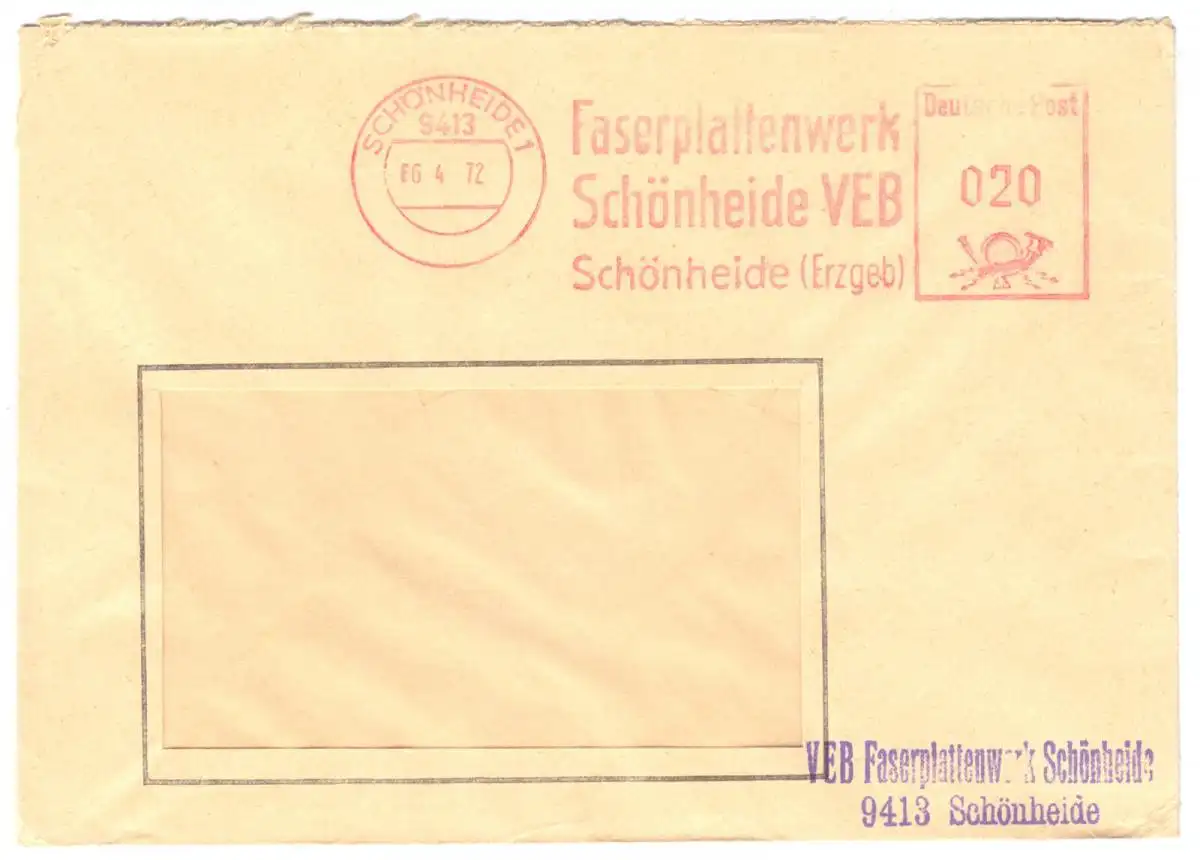 SCHÖNHEIDE 1
9413
06 4 72
Faserplattenwerk
Schönheide VEB
Schönheide (Erzgeb)
Deutsche Post
020
VEB Faserplattenwerk Schönheide
9413 Schönheide